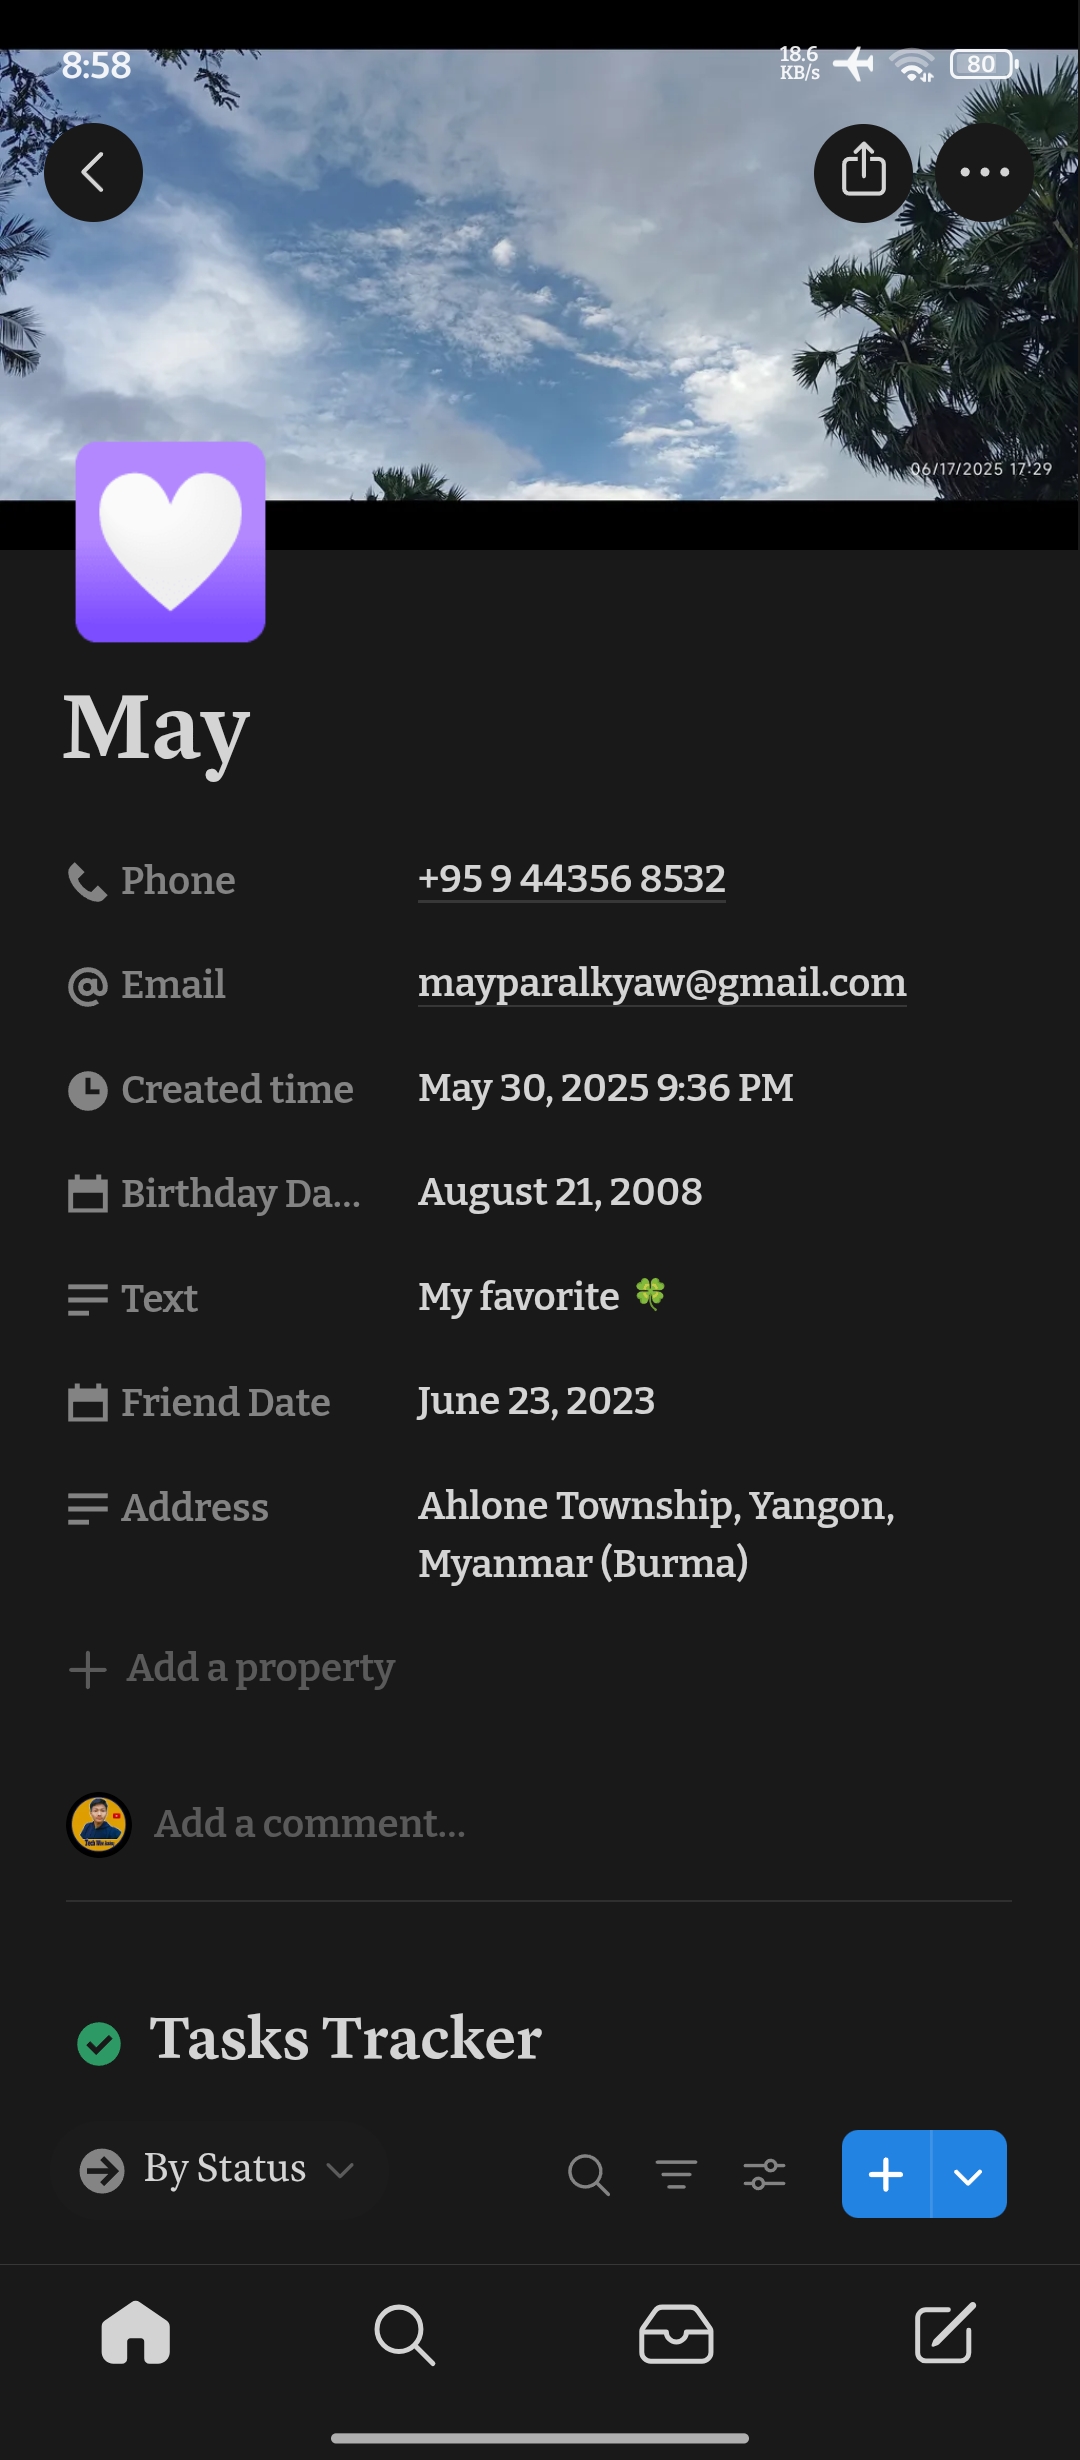 8:58
18.6
KB/s
80
06/17/2025 17:29
May
Phone
+95 9 44356 8532
Email
mayparalkyaw@gmail.com
Created time
May 30, 2025 9:36 PM
Birthday Da...
August 21, 2008
Text
My favorite 🍀
Friend Date
June 23, 2023
Address
Ahlone Township, Yangon,
Myanmar (Burma)
Add a property
Add a comment...
Tasks Tracker
By Status